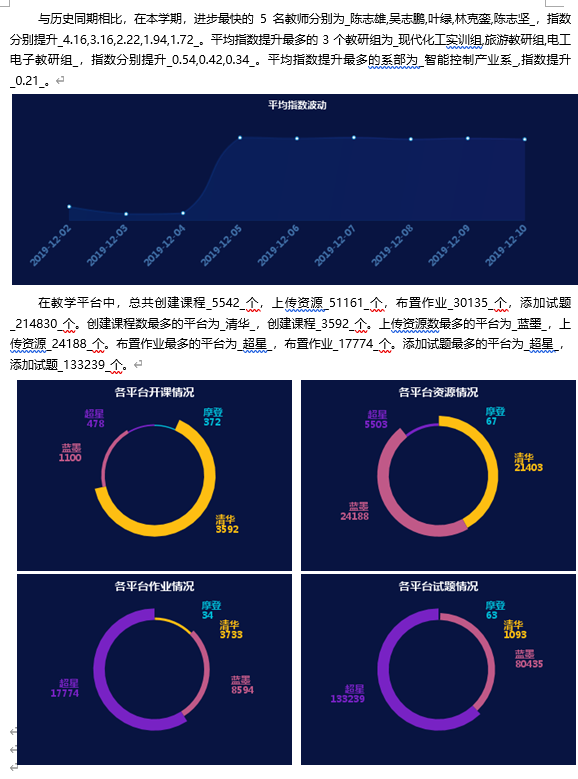 与历史同期相比，在本学期，进步最快的 5 名教师分别为_陈志雄,吴志鹏,叶绿,林克銮,陈志坚_，指数
分别提升_4.16,3.16,2.22,1.94,1.72_。平均指数提升最多的 3 个教研组为_现代化工实训组,旅游教研组,电工
电子教研组_，指数分别提升_0.54,0.42,0.34_。平均指数提升最多的系部为_智能控制产业系_,指数提升
_0.21_。
平均指数波动
2019-12-02
2019-12-03
2019-12-04
2019-12-05
2019-12-06
2019-12-07
2019-12-08
2019-12-09
2019-12-10
在教学平台中，总共创建课程_5542_个，上传资源_51161_个，布置作业_30135_个，添加试题
_214830_个。创建课程数最多的平台为_清华_，创建课程_3592_个。上传资源数最多的平台为_蓝墨_，上
传资源_24188_个。布置作业最多的平台为_超星_，布置作业_17774_个。添加试题最多的平台为_超星_，
添加试题_133239_个。
各平台开课情况
超星
478
摩登
372
蓝墨
1100
清华
3592
各平台资源情况
超星
5503
摩登
67
清华
21403
蓝墨
24188
各平台作业情况
摩登
34
清华
3733
蓝墨
8594
超星
17774
各平台试题情况
摩登
63
清华
1093
蓝墨
80435
超星
133239